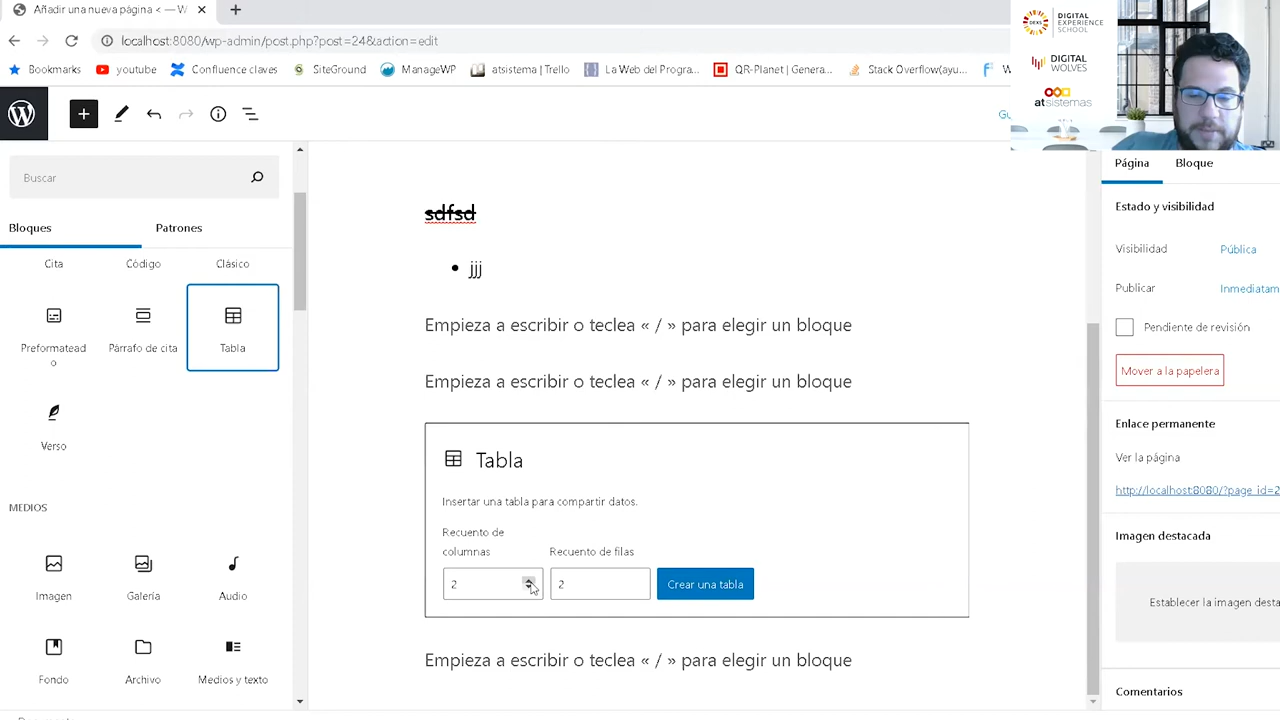 Añadir una nueva página < — W
localhost:8080/wp-admin/post.php?post=24&action=edit
Bookmarks
youtube
Confluence claves
SiteGro
ManageWP
atsistema | Trello
La Web del Progra...
QR-Planet | Genera...
Stack Overflow(ayu...
W
DEXS
DIGITAL
EXPERIENCE
SCHOOL
DIGITAL
WOLVES
atsistemas
Gu
Buscar
Bloques
Patrones
Cita
Código
Clásico
Preformatead
o
Párrafo de cita
Tabla
Verso
MEDIOS
Imagen
Galería
Audio
Fondo
Archivo
Medios y texto
sdfsd
jjj
Empieza a escribir o teclea « / » para elegir un bloque
Empieza a escribir o teclea « / » para elegir un bloque
Tabla
Insertar una tabla para compartir datos.
Recuento de
columnas
Recuento de filas
2
2
Crear una tabla
Empieza a escribir o teclea « / » para elegir un bloque
Página
Bloque
Estado y visibilidad
Visibilidad
Pública
Publicar
Inmediatam
Pendiente de revisión
Mover a la papelera
Enlace permanente
Ver la página
http://localhost:8080/?page_id=2
Imagen destacada
Establecer la imagen desta
Comentarios